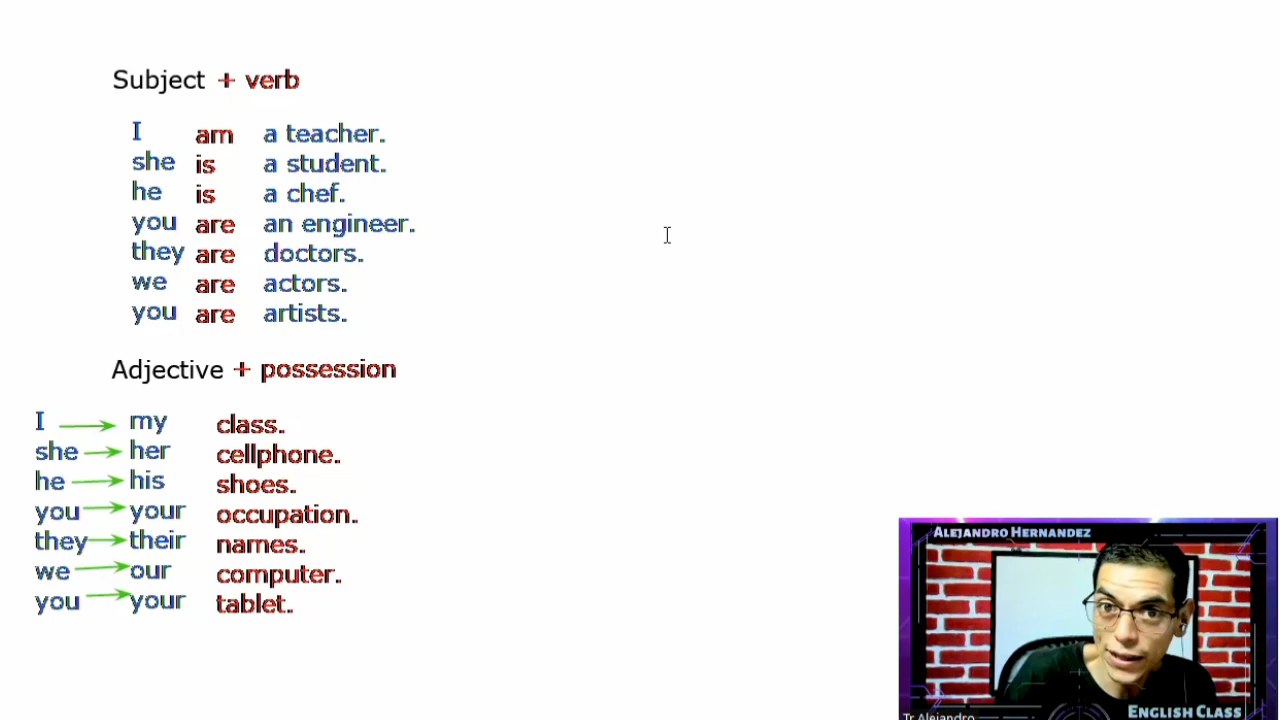 Subject + verb
I am a teacher.
she is a student.
he is a chef.
you are an engineer.
they are doctors.
we are actors.
you are artists.
Adjective + possession
I my class.
she her cellphone.
he his shoes.
you your occupation.
they their names.
we our computer.
you your tablet.
Alejandro Hernandez
English Class
Tr Alejandro